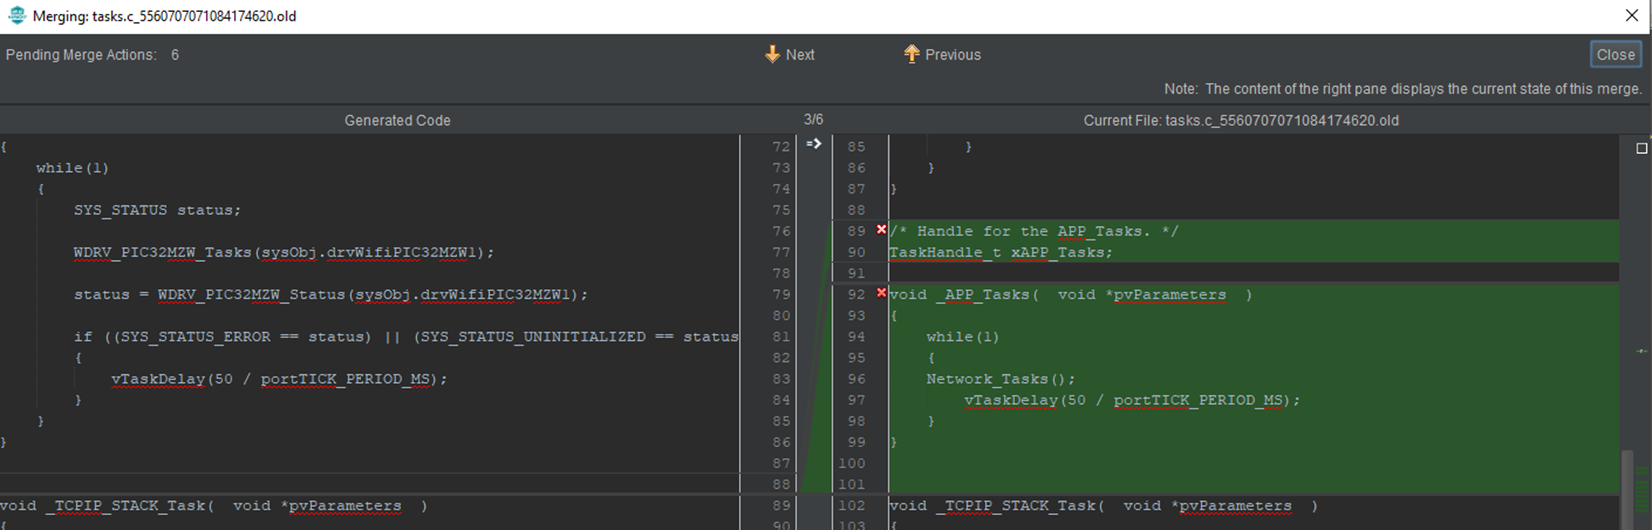 Merging: tasks.c_5560707071084174620.old
Pending Merge Actions: 6
Next
Previous
Close
Note: The content of the right pane displays the current state of this merge.
Generated Code
3/6
Current File: tasks.c_5560707071084174620.old
{ 72
while(1) 73
{ 74
SYS_STATUS status; 75
76
WDRV_PIC32MZW_Tasks(sysObj.drvWifiPIC32MZW1); 77
78
status = WDRV_PIC32MZW_Status(sysObj.drvWifiPIC32MZW1); 79
80
if ((SYS_STATUS_ERROR == status) || (SYS_STATUS_UNINITIALIZED == status 81
{ 82
vTaskDelay(50 / portTICK_PERIOD_MS); 83
} 84
} 85
} 86
87
88
void _TCPIP_STACK_Task(  void *pvParameters  ) 89
{ 90
85 }
86 }
87 }
88
89 /* Handle for the APP_Tasks. */
90 TaskHandle_t xAPP_Tasks;
91
92 void _APP_Tasks(  void *pvParameters  )
93 {
94 while(1)
95 {
96 Network_Tasks();
97 vTaskDelay(50 / portTICK_PERIOD_MS);
98 }
99 }
100
101
102 void _TCPIP_STACK_Task(  void *pvParameters  )
103 {